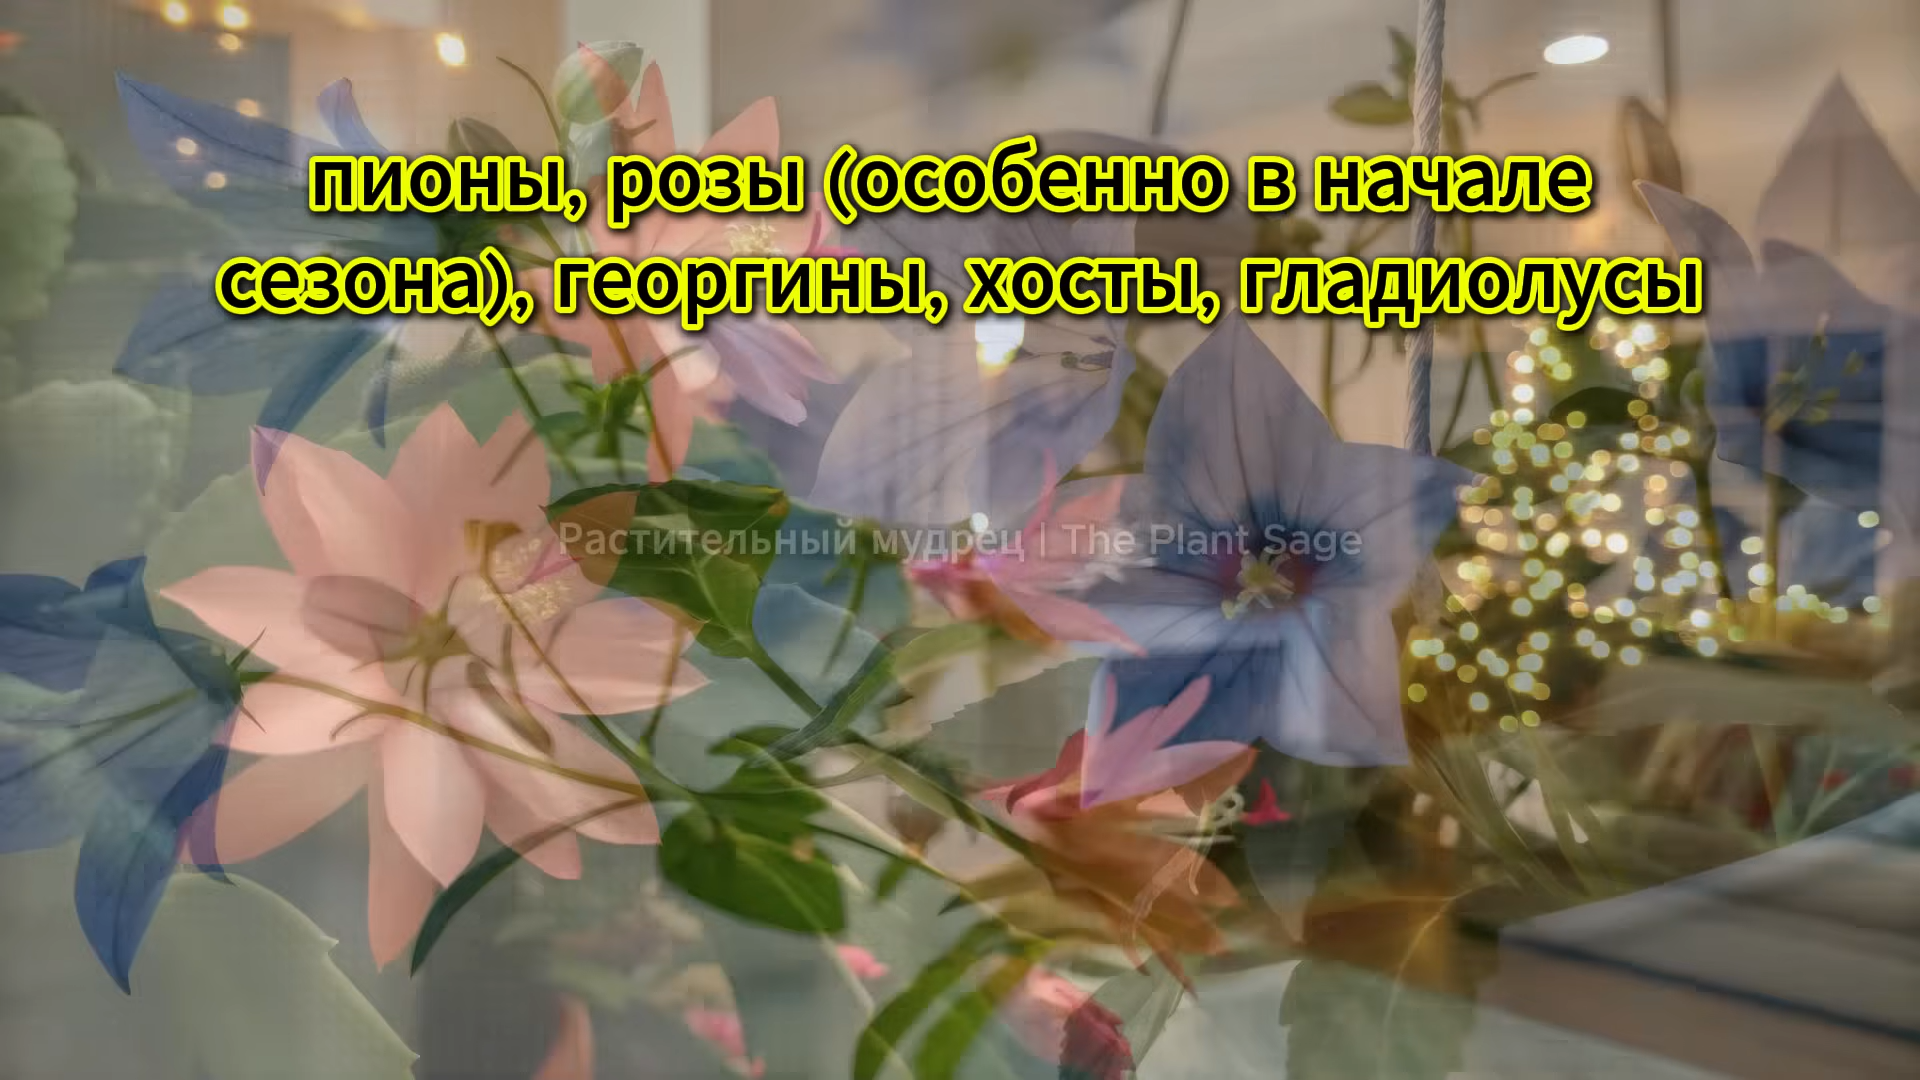 пионы, розы (особенно в начале
сезона), георгины, хосты, гладиолусы
Растительный мудрец | The Plant Sage